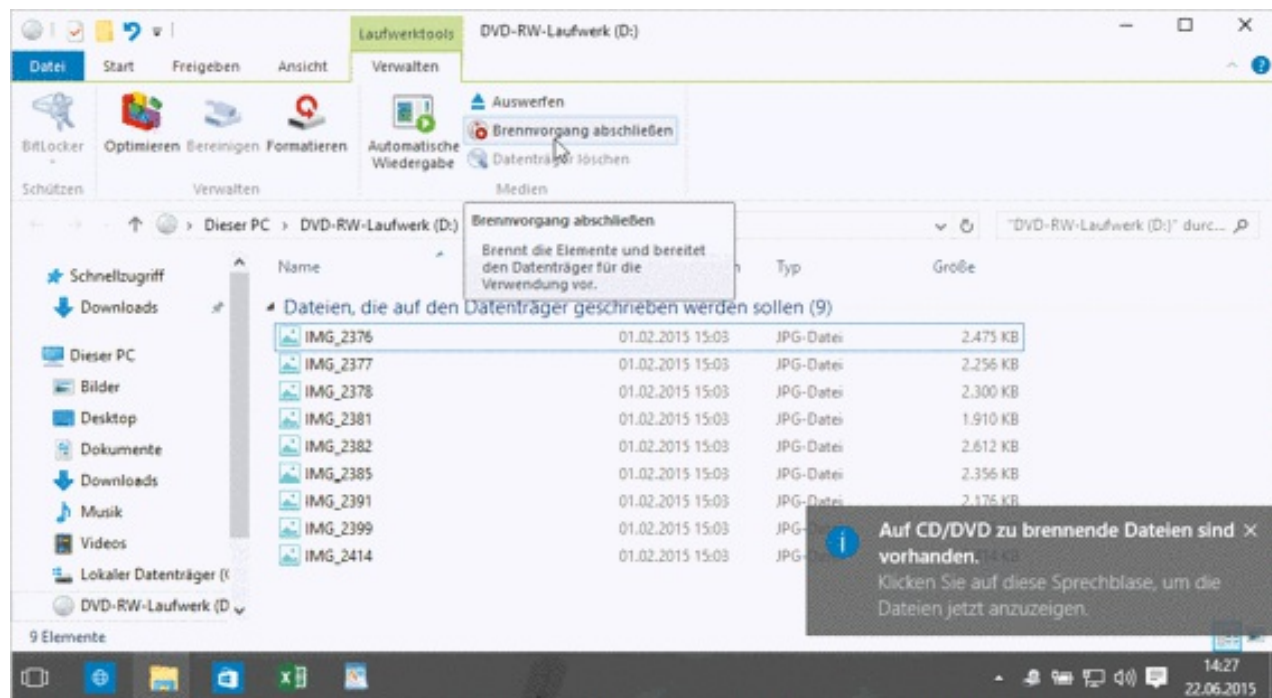 Laufwerktools DVD-RW-Laufwerk (D:)
Datei Start Freigeben Ansicht Verwalten
BitLocker
Optimieren Bereinigen Formatieren
Automatische
Wiedergabe
Auswerfen
Brennvorgang abschließen
Datenträger löschen
Schützen Verwalten Medien
Dieser PC › DVD-RW-Laufwerk (D:)
"DVD-RW-Laufwerk (D:)" durc...
Brennvorgang abschließen
Brennt die Elemente und bereitet
den Datenträger für die
Verwendung vor.
Name Typ Größe
Dateien, die auf den Datenträger geschrieben werden sollen (9)
IMG_2376 01.02.2015 15:03 JPG-Datei 2.475 KB
IMG_2377 01.02.2015 15:03 JPG-Datei 2.256 KB
IMG_2378 01.02.2015 15:03 JPG-Datei 2.300 KB
IMG_2381 01.02.2015 15:03 JPG-Datei 1.910 KB
IMG_2382 01.02.2015 15:03 JPG-Datei 2.612 KB
IMG_2385 01.02.2015 15:03 JPG-Datei 2.356 KB
IMG_2391 01.02.2015 15:03 JPG-Datei 2.176 KB
IMG_2399 01.02.2015 15:03
IMG_2414 01.02.2015 15:03
Schnellzugriff
Downloads
Dieser PC
Bilder
Desktop
Dokumente
Downloads
Musik
Videos
Lokaler Datenträger (
DVD-RW-Laufwerk (D
Auf CD/DVD zu brennende Dateien sind
vorhanden.
Klicken Sie auf diese Sprechblase, um die
Dateien jetzt anzuzeigen.
9 Elemente
14:27
22.06.2015